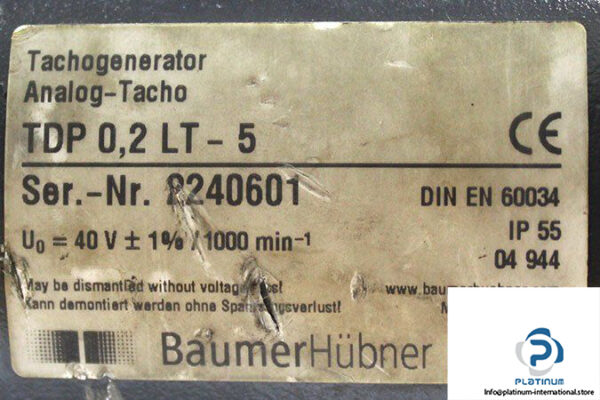 Tachogenerator
Analog-Tacho
TDP 0,2 LT - 5
CE
Ser.-Nr. 2240601
DIN EN 60034
U₀ = 40 V ± 1% / 1000 min⁻¹
IP 55
04 944
May be dismantled without voltage
Kann demontiert werden ohne Spannungsverlust!
BaumerHübner
PLATINUM
Info@platinum-international.store